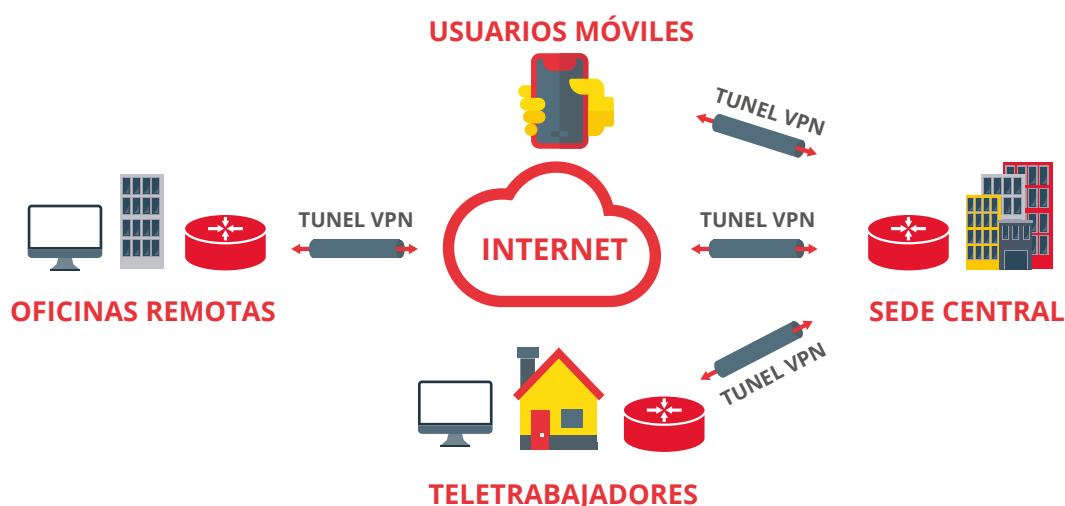 USUARIOS MÓVILES
TUNEL VPN
TUNEL VPN
INTERNET
TUNEL VPN
OFICINAS REMOTAS
SEDE CENTRAL
TUNEL VPN
TELETRABAJADORES